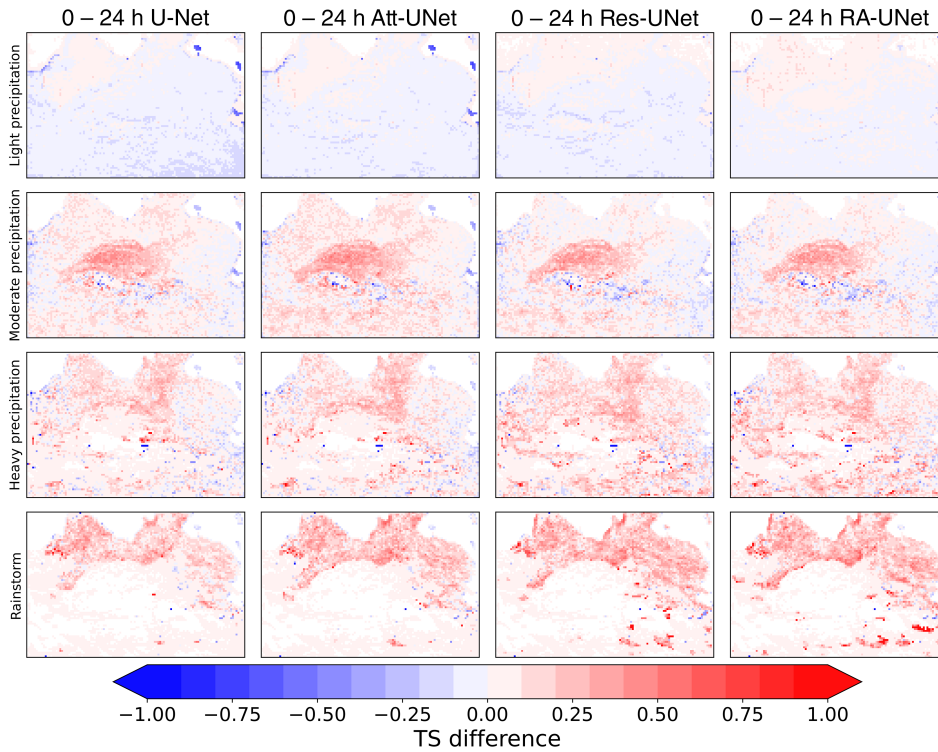 0 – 24 h U-Net 0 – 24 h Att-UNet 0 – 24 h Res-UNet 0 – 24 h RA-UNet
Light precipitation
Moderate precipitation
Heavy precipitation
Rainstorm
−1.00 −0.75 −0.50 −0.25 0.00 0.25 0.50 0.75 1.00
TS difference